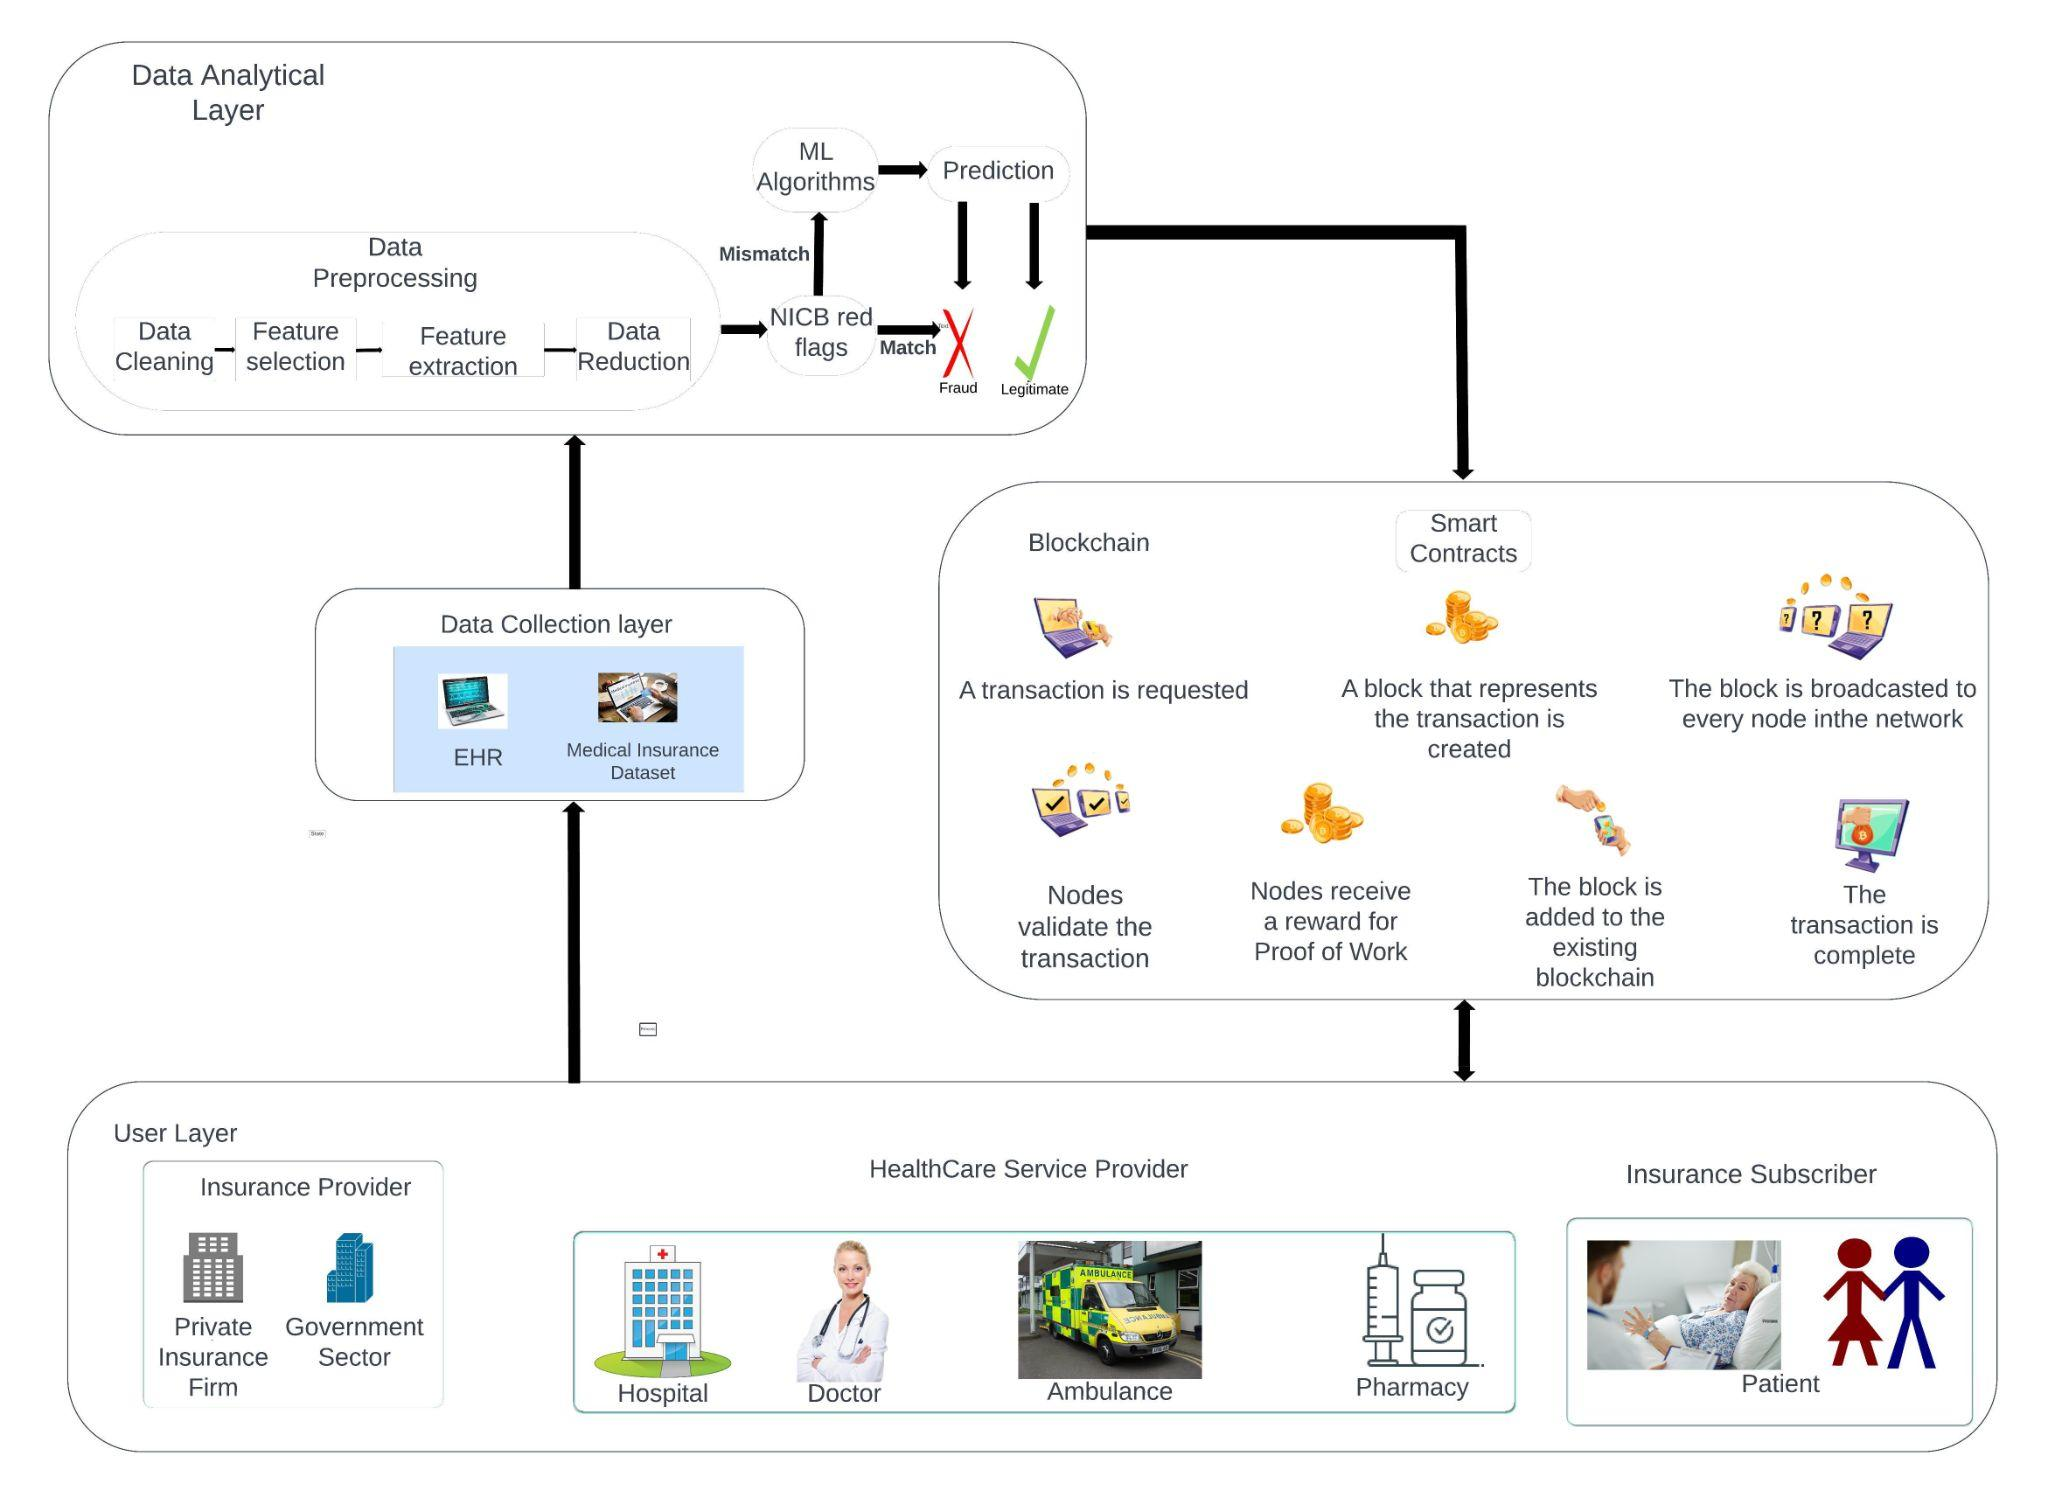 Data Analytical
Layer
ML
Algorithms
Prediction
Mismatch
Data
Preprocessing
Data
Cleaning
Feature
selection
Feature
extraction
Data
Reduction
NICB red
flags
Match
Text
Fraud
Legitimate
Blockchain
Smart
Contracts
A transaction is requested
A block that represents
the transaction is
created
The block is broadcasted to
every node inthe network
Nodes
validate the
transaction
Nodes receive
a reward for
Proof of Work
The block is
added to the
existing
blockchain
The
transaction is
complete
Data Collection layer
EHR
Medical Insurance
Dataset
State
User Layer
Insurance Provider
Private
Insurance
Firm
Government
Sector
HealthCare Service Provider
Hospital
Doctor
AMBULANCE
Ambulance
Pharmacy
Insurance Subscriber
Patient